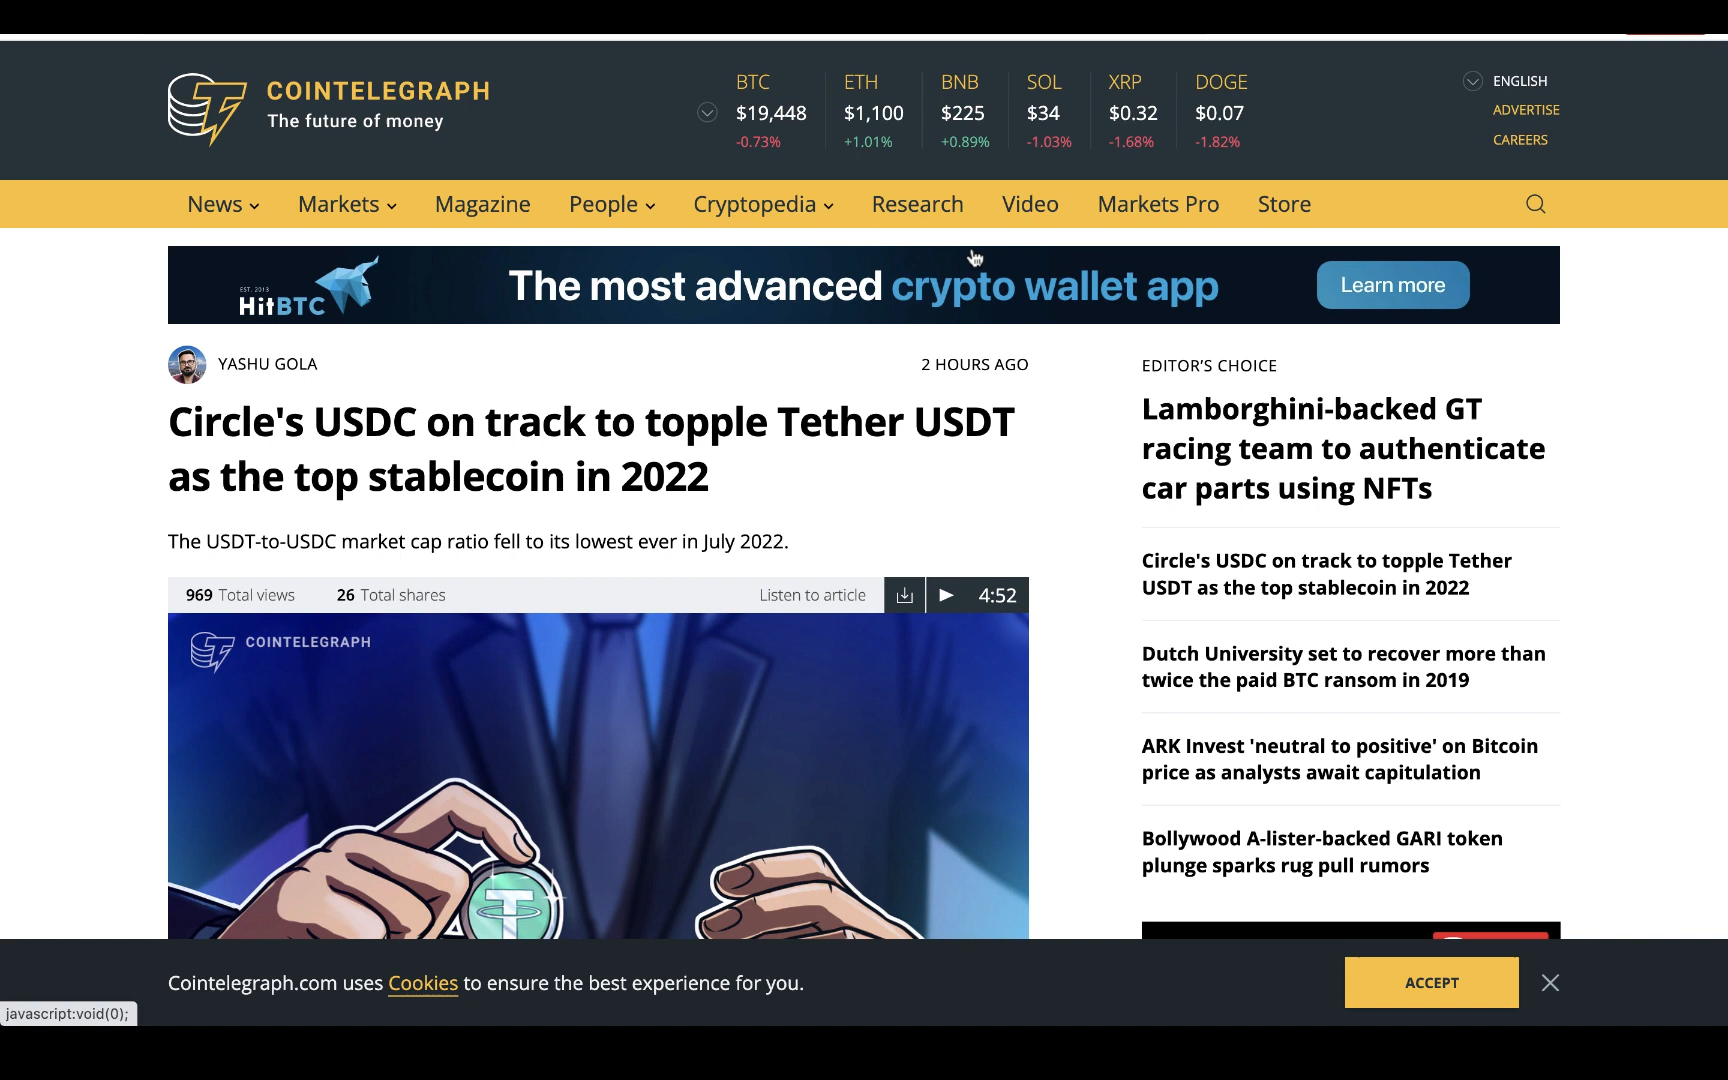 COINTELEGRAPH
The future of money
BTC
$19,448
-0.73%
ETH
$1,100
+1.01%
BNB
$225
+0.89%
SOL
$34
-1.03%
XRP
$0.32
-1.68%
DOGE
$0.07
-1.82%
ENGLISH
ADVERTISE
CAREERS
News Markets Magazine People Cryptopedia Research Video Markets Pro Store
EST. 2013
HitBTC
The most advanced crypto wallet app
Learn more
YASHU GOLA
2 HOURS AGO
Circle's USDC on track to topple Tether USDT
as the top stablecoin in 2022
The USDT-to-USDC market cap ratio fell to its lowest ever in July 2022.
969 Total views 26 Total shares Listen to article 4:52
COINTELEGRAPH
EDITOR'S CHOICE
Lamborghini-backed GT
racing team to authenticate
car parts using NFTs
Circle's USDC on track to topple Tether
USDT as the top stablecoin in 2022
Dutch University set to recover more than
twice the paid BTC ransom in 2019
ARK Invest 'neutral to positive' on Bitcoin
price as analysts await capitulation
Bollywood A-lister-backed GARI token
plunge sparks rug pull rumors
Cointelegraph.com uses Cookies to ensure the best experience for you.
ACCEPT
javascript:void(0);